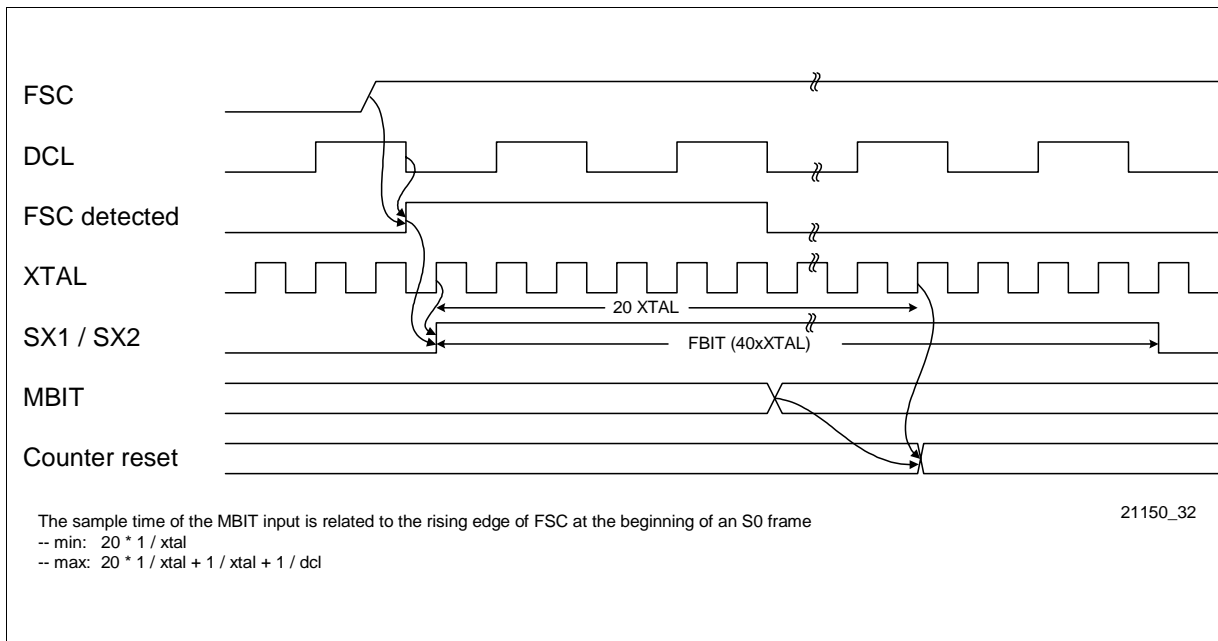 FSC
DCL
FSC detected
XTAL
20 XTAL
SX1 / SX2
FBIT (40xXTAL)
MBIT
Counter reset
The sample time of the MBIT input is related to the rising edge of FSC at the beginning of an S0 frame
-- min: 20 * 1 / xtal
-- max: 20 * 1 / xtal + 1 / xtal + 1 / dcl
21150_32